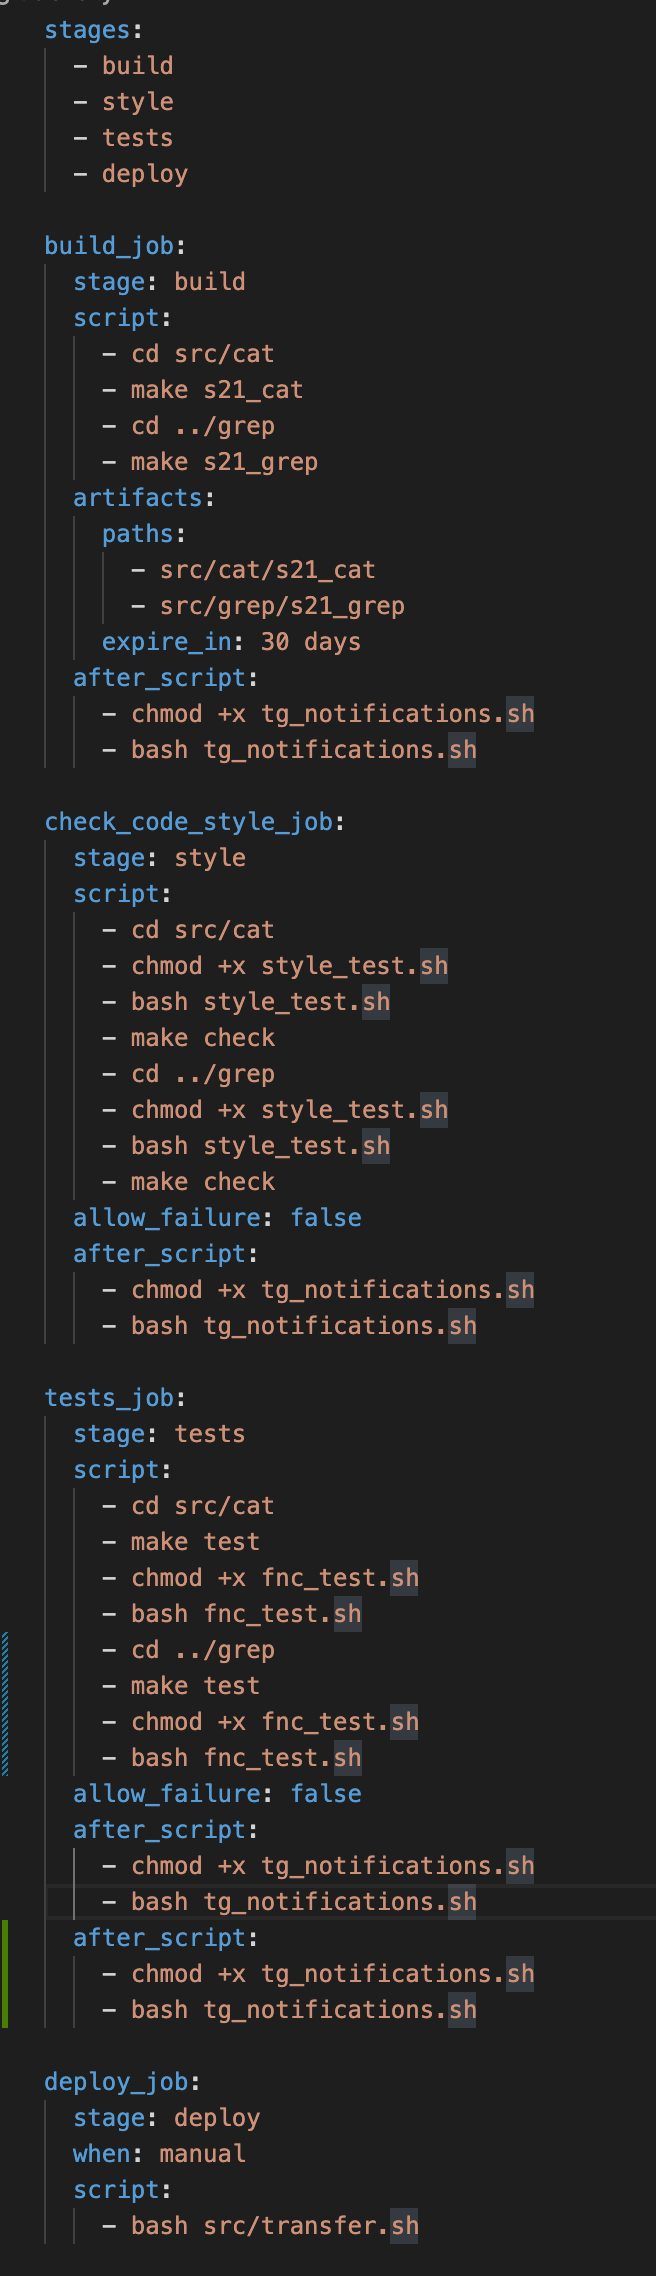 stages:
  - build
  - style
  - tests
  - deploy

build_job:
  stage: build
  script:
    - cd src/cat
    - make s21_cat
    - cd ../grep
    - make s21_grep
  artifacts:
    paths:
      - src/cat/s21_cat
      - src/grep/s21_grep
    expire_in: 30 days
  after_script:
    - chmod +x tg_notifications.sh
    - bash tg_notifications.sh

check_code_style_job:
  stage: style
  script:
    - cd src/cat
    - chmod +x style_test.sh
    - bash style_test.sh
    - make check
    - cd ../grep
    - chmod +x style_test.sh
    - bash style_test.sh
    - make check
  allow_failure: false
  after_script:
    - chmod +x tg_notifications.sh
    - bash tg_notifications.sh

tests_job:
  stage: tests
  script:
    - cd src/cat
    - make test
    - chmod +x fnc_test.sh
    - bash fnc_test.sh
    - cd ../grep
    - make test
    - chmod +x fnc_test.sh
    - bash fnc_test.sh
  allow_failure: false
  after_script:
    - chmod +x tg_notifications.sh
    - bash tg_notifications.sh
  after_script:
    - chmod +x tg_notifications.sh
    - bash tg_notifications.sh

deploy_job:
  stage: deploy
  when: manual
  script:
    - bash src/transfer.sh